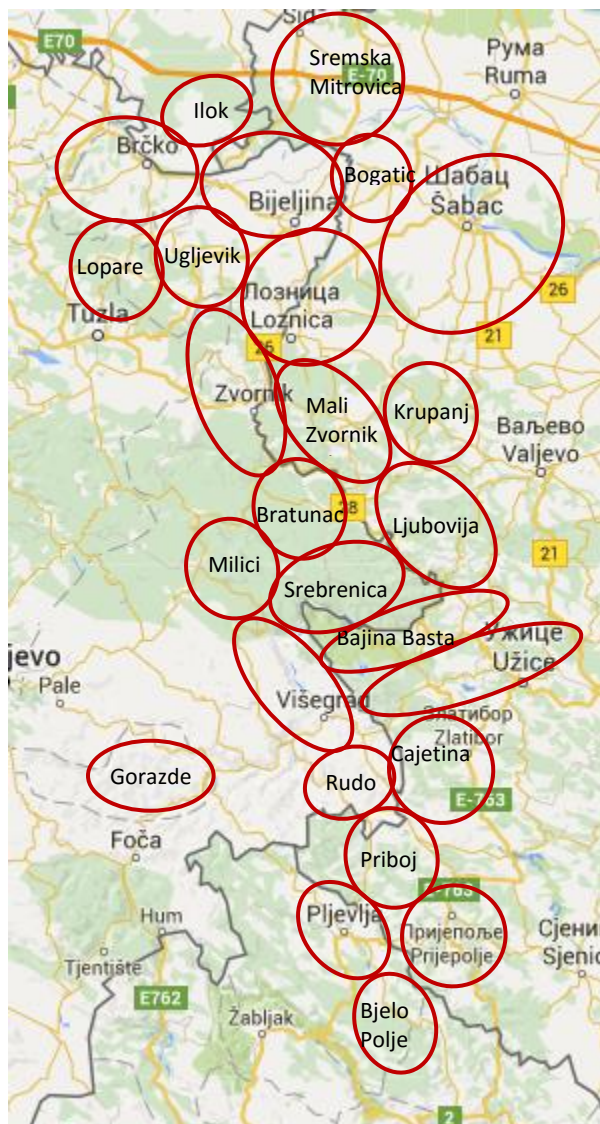 Šid
E70
Sremska
Mitrovica
E-70
Рума
Ruma
Ilok
Brčko
Bogatic
Шабац
Šabac
Bijeljina
Lopare
Ugljevik
Лозница
Loznica
26
Tuzla
26
21
Zvornik
Mali
Zvornik
Krupanj
Ваљево
Valjevo
Bratunac
28
Ljubovija
Milici
21
Srebrenica
Bajina Basta
Ужице
Užice
jevo
Pale
Višegrad
Златибор
Zlatibor
Cajetina
Gorazde
Rudo
E-763
Foča
Priboj
E-763
Hum
Pljevlja
Пријепоље
Prijepolje
Сјени
Sjenic
Tjentište
E762
Žabljak
Bjelo
Polje
2